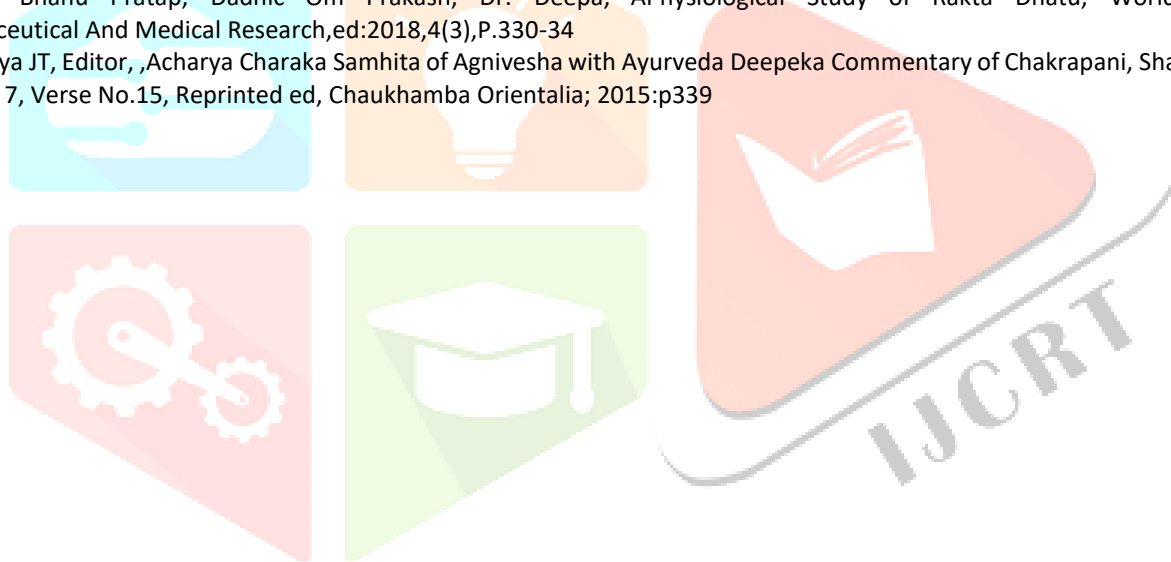 Bhanu Pratap, Dadhic Om Prakash, Dr. Deepa, APhysiological Study of Rakta Dhatu, Worl
ceutical And Medical Research,ed:2018,4(3),P.330-34
ya JT, Editor, ,Acharya Charaka Samhita of Agnivesha with Ayurveda Deepeka Commentary of Chakrapani, Sha
7, Verse No.15, Reprinted ed, Chaukhamba Orientalia; 2015:p339
IJCRT